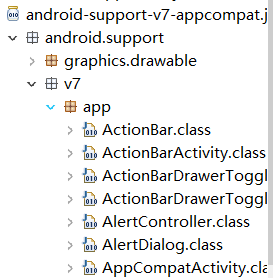 android-support-v7-appcompat.j
android.support
graphics.drawable
v7
app
ActionBar.class
ActionBarActivity.class
ActionBarDrawerToggl
ActionBarDrawerToggl
AlertController.class
AlertDialog.class
AppCompatActivity.cla